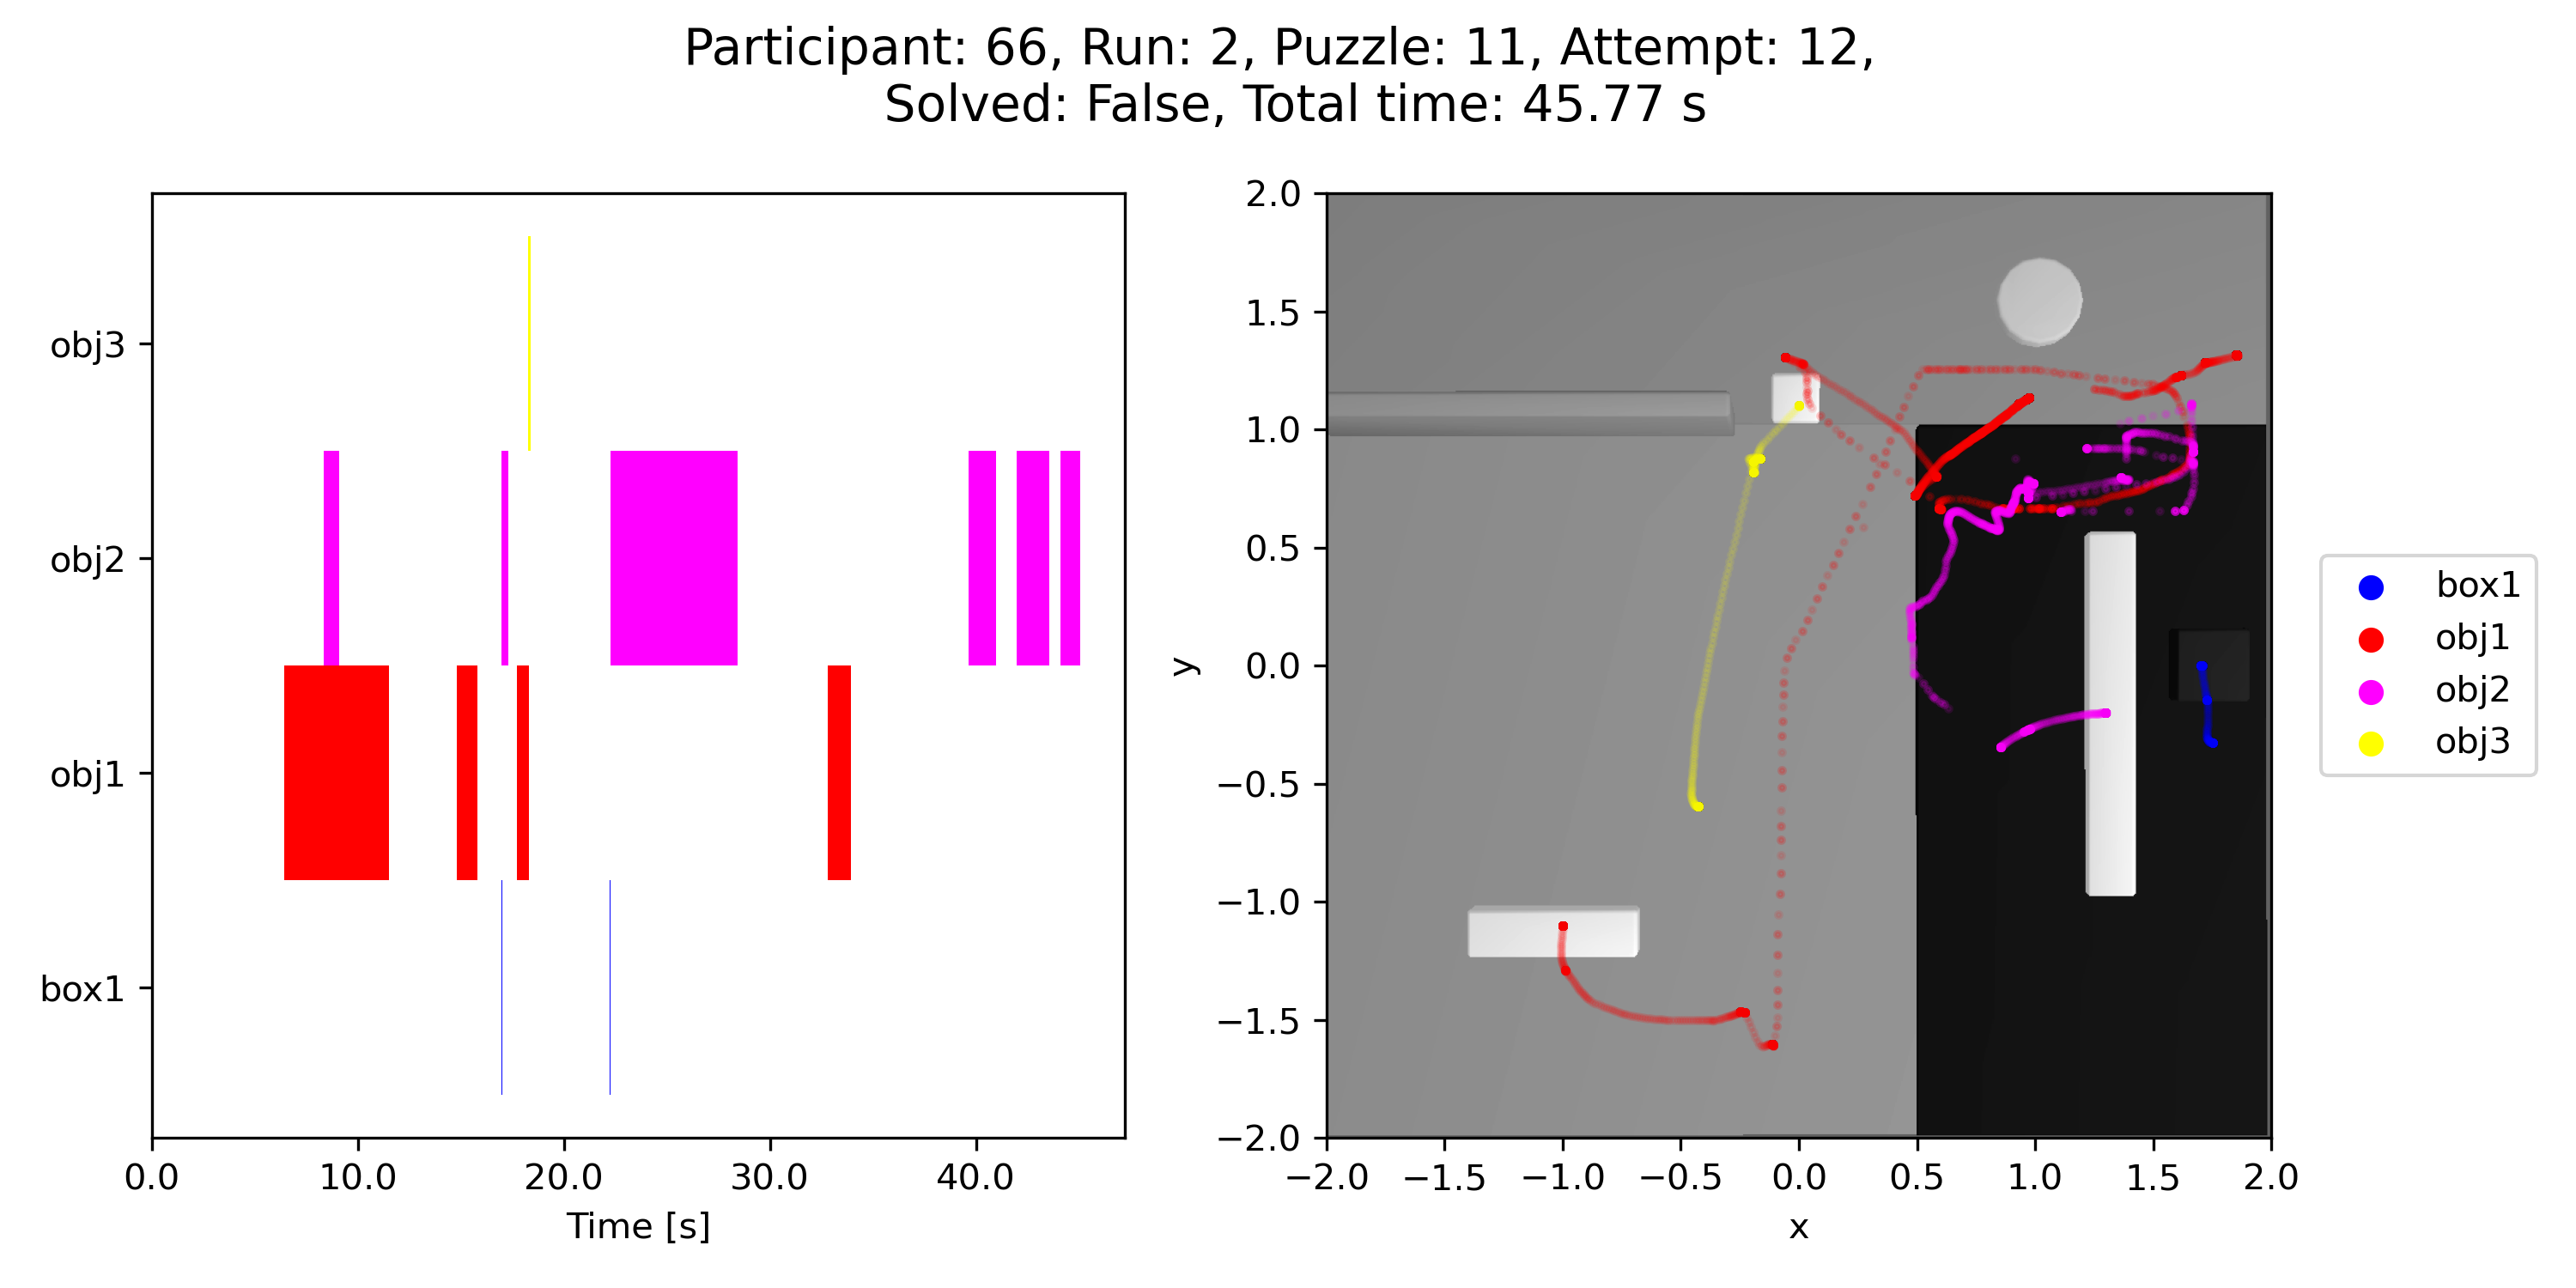 Participant: 66, Run: 2, Puzzle: 11, Attempt: 12,
Solved: False, Total time: 45.77 s
obj3
obj2
obj1
box1
0.0 10.0 20.0 30.0 40.0
Time [s]
2.0
1.5
1.0
0.5
0.0
−0.5
−1.0
−1.5
−2.0
y
−2.0 −1.5 −1.0 −0.5 0.0 0.5 1.0 1.5 2.0
x
box1
obj1
obj2
obj3